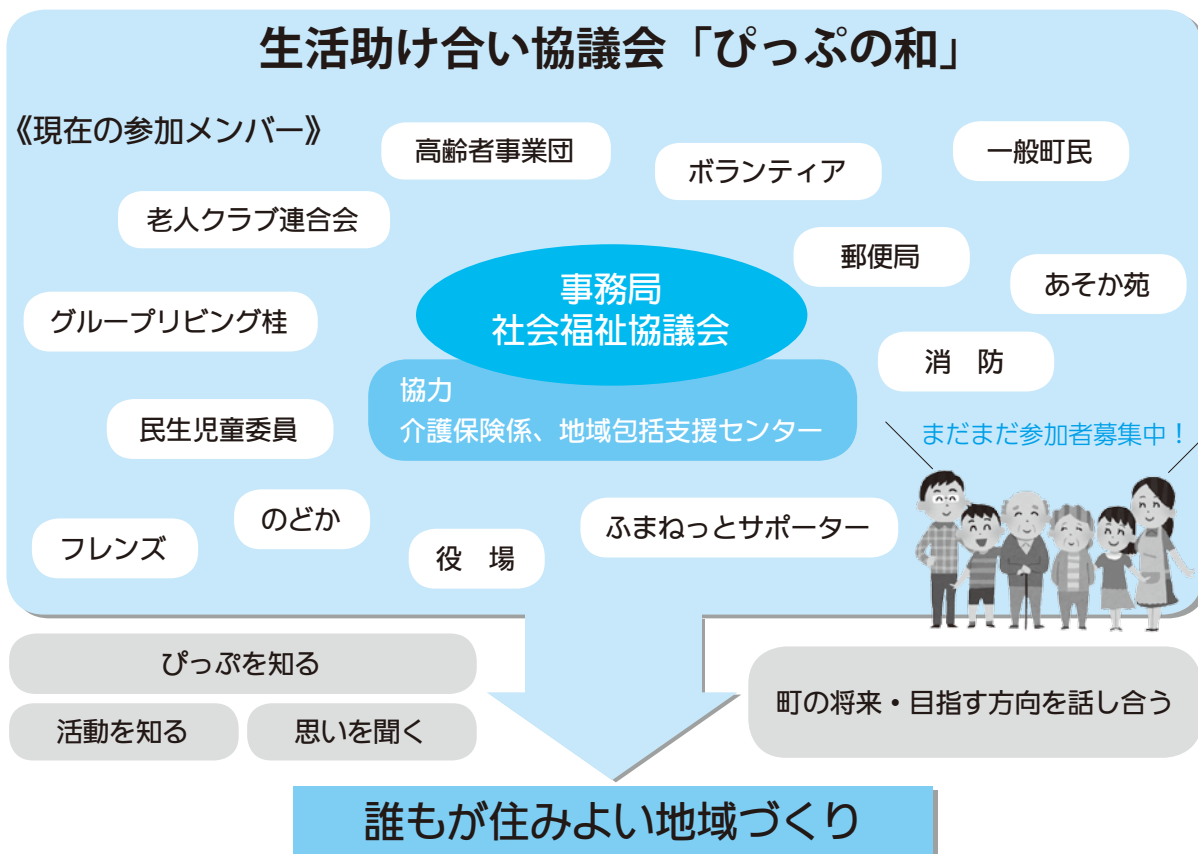 生活助け合い協議会「ぴっぷの和」
《現在の参加メンバー》
高齢者事業団
ボランティア
一般町民
老人クラブ連合会
郵便局
あそか苑
グループリビング桂
事務局
社会福祉協議会
消　防
協力
介護保険係、地域包括支援センター
民生児童委員
まだまだ参加者募集中！
のどか
ふまねっとサポーター
フレンズ
役　場
ぴっぷを知る
活動を知る
思いを聞く
町の将来・目指す方向を話し合う
誰もが住みよい地域づくり